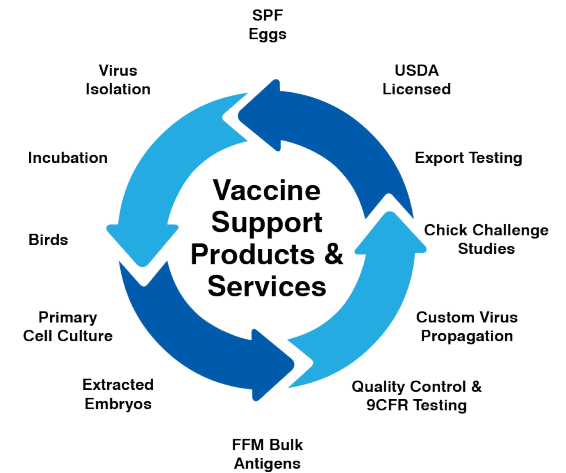 SPF
Eggs
USDA
Licensed
Export Testing
Chick Challenge
Studies
Custom Virus
Propagation
Quality Control &
9CFR Testing
FFM Bulk
Antigens
Extracted
Embryos
Primary
Cell Culture
Birds
Incubation
Virus
Isolation
Vaccine
Support
Products &
Services